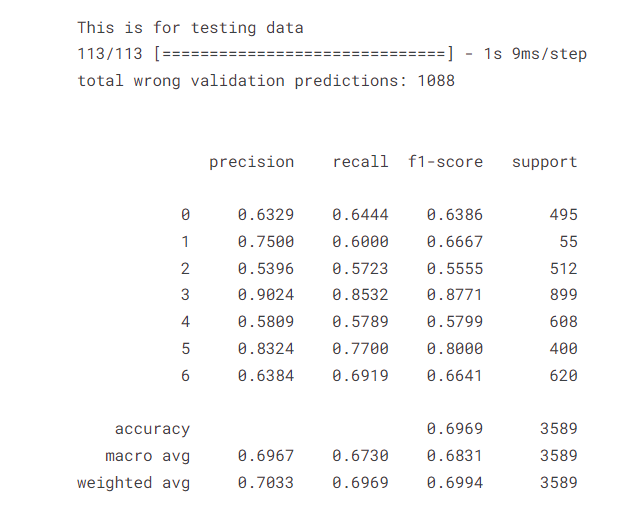 This is for testing data
113/113 [==============================] - 1s 9ms/step
total wrong validation predictions: 1088
precision recall f1-score support
0 0.6329 0.6444 0.6386 495
1 0.7500 0.6000 0.6667 55
2 0.5396 0.5723 0.5555 512
3 0.9024 0.8532 0.8771 899
4 0.5809 0.5789 0.5799 608
5 0.8324 0.7700 0.8000 400
6 0.6384 0.6919 0.6641 620
accuracy 0.6969 3589
macro avg 0.6967 0.6730 0.6831 3589
weighted avg 0.7033 0.6969 0.6994 3589